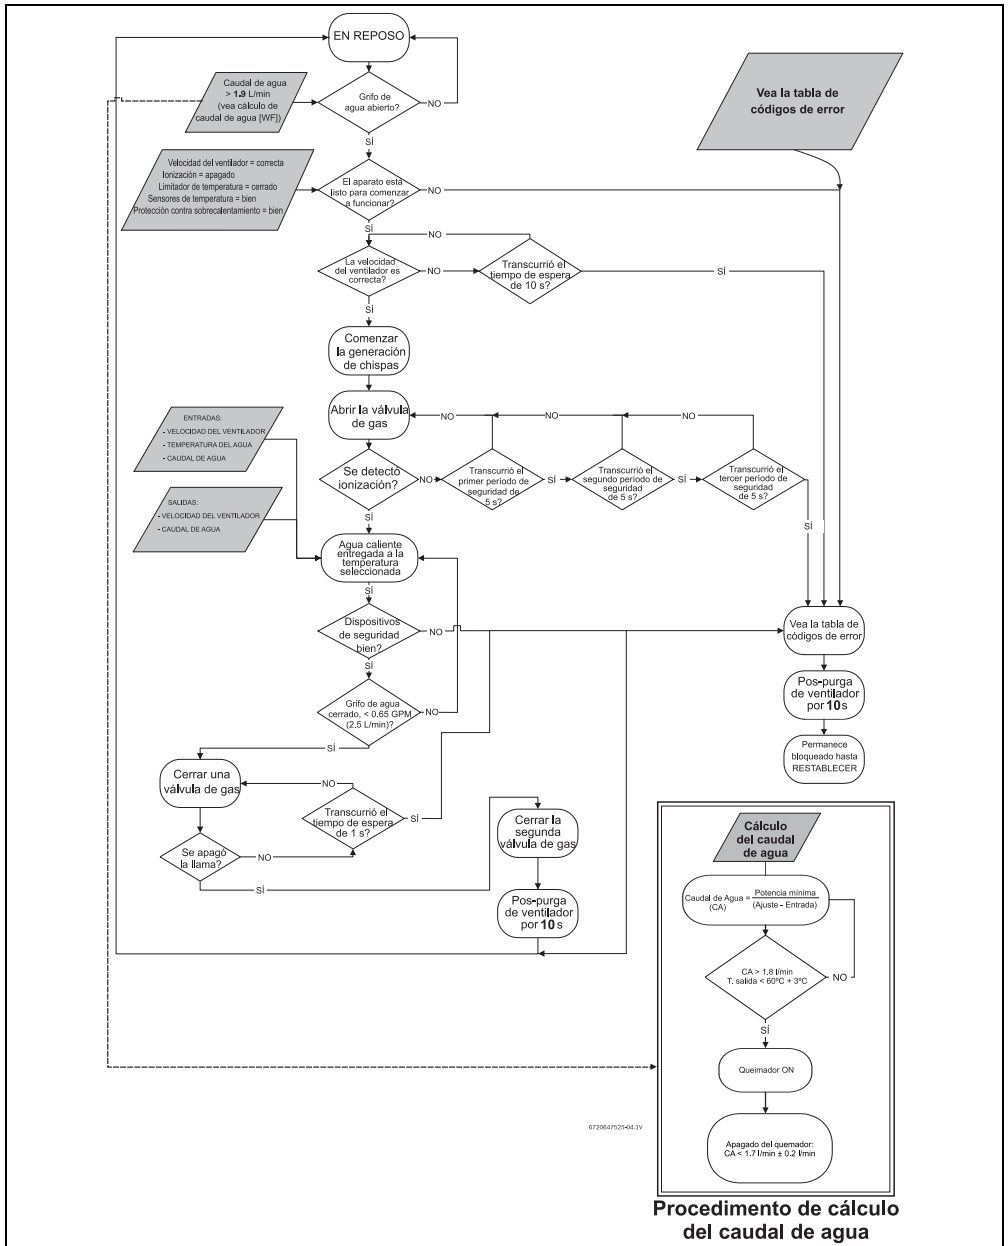 EN REPOSO
Caudal de agua
> 1.9 L/min
(vea cálculo de
caudal de agua [WF])
Grifo de
agua abierto?
NO
SÍ
Vea la tabla de
códigos de error
Velocidad del ventilador = correcta
Ionización = apagado
Limitador de temperatura = cerrado
Sensores de temperatura = bien
Protección contra sobrecalentamiento = bien
El aparato está
listo para comenzar
a funcionar?
NO
SÍ
NO
La velocidad
del ventilador es
correcta?
NO
Transcurrió el
tiempo de espera
de 10 s?
SÍ
SÍ
Comenzar
la generación
de chispas
Abrir la válvula
de gas
NO
NO
NO
ENTRADAS:
- VELOCIDAD DEL VENTILADOR
- TEMPERATURA DEL AGUA
- CAUDAL DE AGUA
Se detectó
ionización?
NO
Transcurrió el
primer período de
seguridad de
5 s?
SÍ
Transcurrió el
segundo período de
seguridad
de 5 s?
SÍ
Transcurrió el
tercer período de
seguridad
de 5 s?
SÍ
SÍ
SALIDAS:
- VELOCIDAD DEL VENTILADOR
- CAUDAL DE AGUA
Agua caliente
entregada a la
temperatura
seleccionada
SÍ
Dispositivos
de seguridad
bien?
NO
SÍ
Vea la tabla de
códigos de error
Pos-purga
de ventilador
por 10 s
Permanece
bloqueado hasta
RESTABLECER
Grifo de agua
cerrado, < 0.65 GPM
(2.5 L/min)?
NO
SÍ
Cerrar una
válvula de gas
NO
Transcurrió el
tiempo de espera
de 1 s?
SÍ
Se apagó
la llama?
NO
SÍ
Cerrar la
segunda
válvula de gas
Pos-purga
de ventilador
por 10 s
Cálculo
del caudal
de agua
Caudal de Agua = Potencia mínima
(CA) (Ajuste - Entrada)
CA > 1.8 l/min
T. salida < 60ºC + 3ºC
NO
SÍ
Queimador ON
Apagado del quemador:
CA < 1.7 l/min ± 0.2 l/min
6720647525-04.1V
Procedimento de cálculo
del caudal de agua